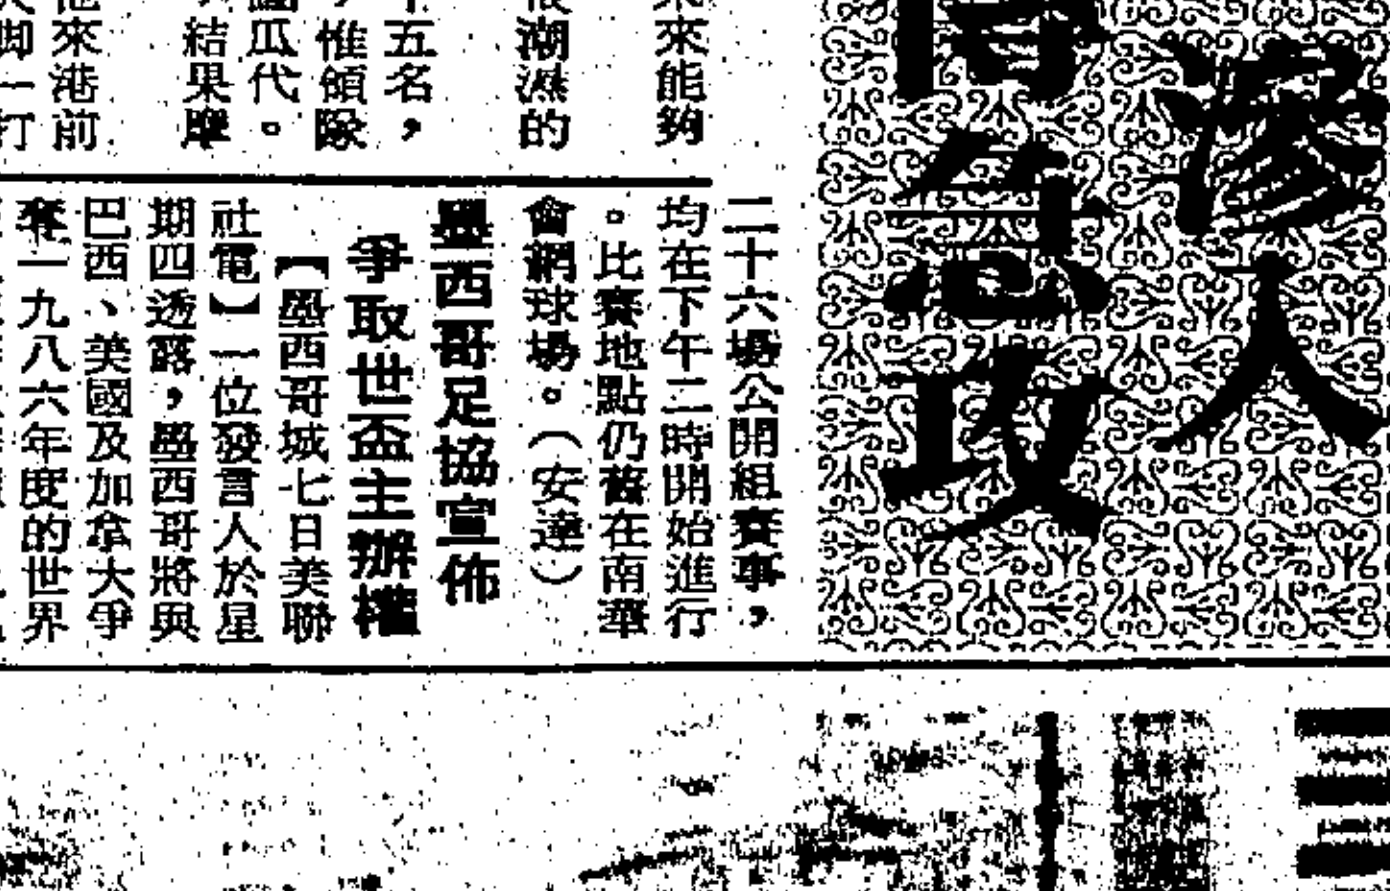 滲入
急攻
來能夠
潮濕的
五名，
惟領隊
瓜代。
結果墮
來港前
二十六場公開組賽事，
均在下午二時開始進行
。比賽地點仍舊在南華
會網球場。（安達）
墨西哥足協宣佈
爭取世盃主辦權
【墨西哥城七日美聯
社電】一位發言人於星
期四透露，墨西哥將與
巴西、美國及加拿大爭
奪一九八六年度的世界